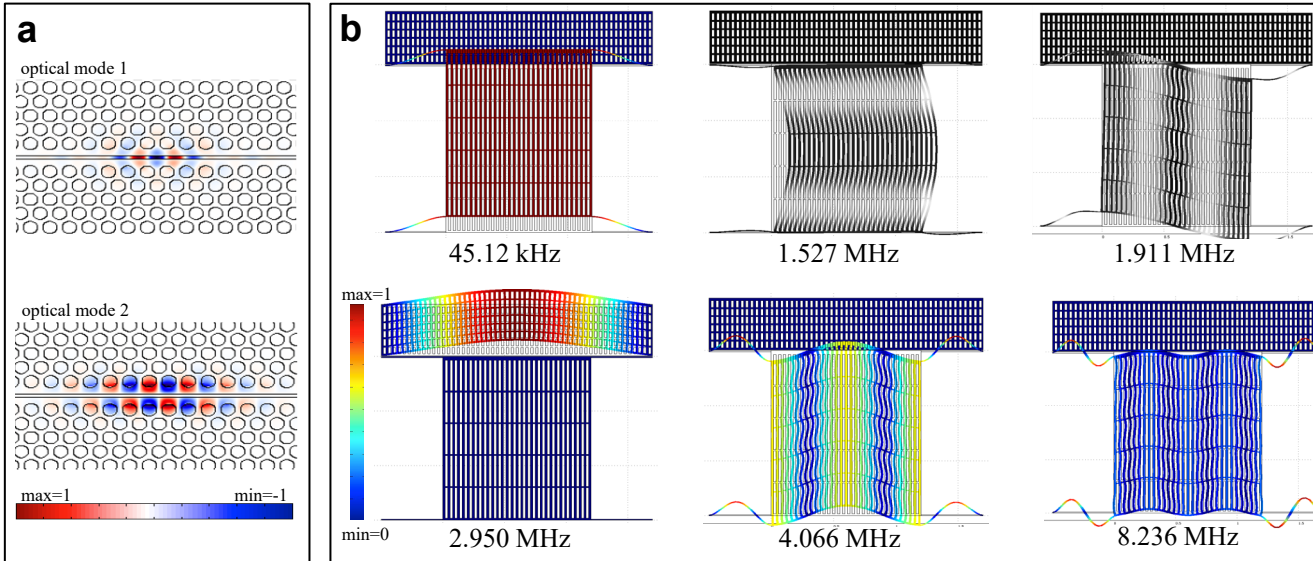 a
optical mode 1
optical mode 2
max=1 min=-1
b
45.12 kHz
1.527 MHz
1.911 MHz
max=1
min=0
2.950 MHz
4.066 MHz
8.236 MHz